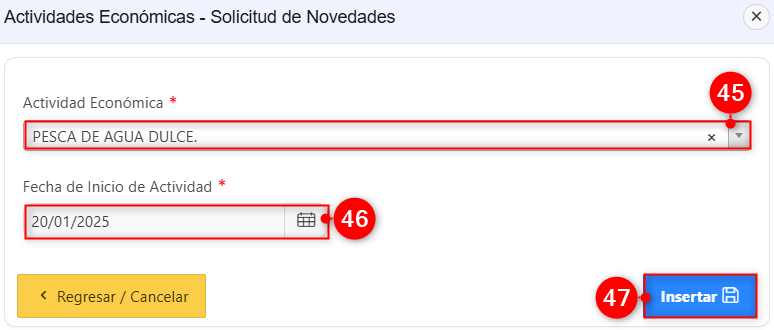 Actividades Económicas - Solicitud de Novedades
Actividad Económica *
45
PESCA DE AGUA DULCE.
Fecha de Inicio de Actividad *
20/01/2025
46
Regresar / Cancelar
47
Insertar